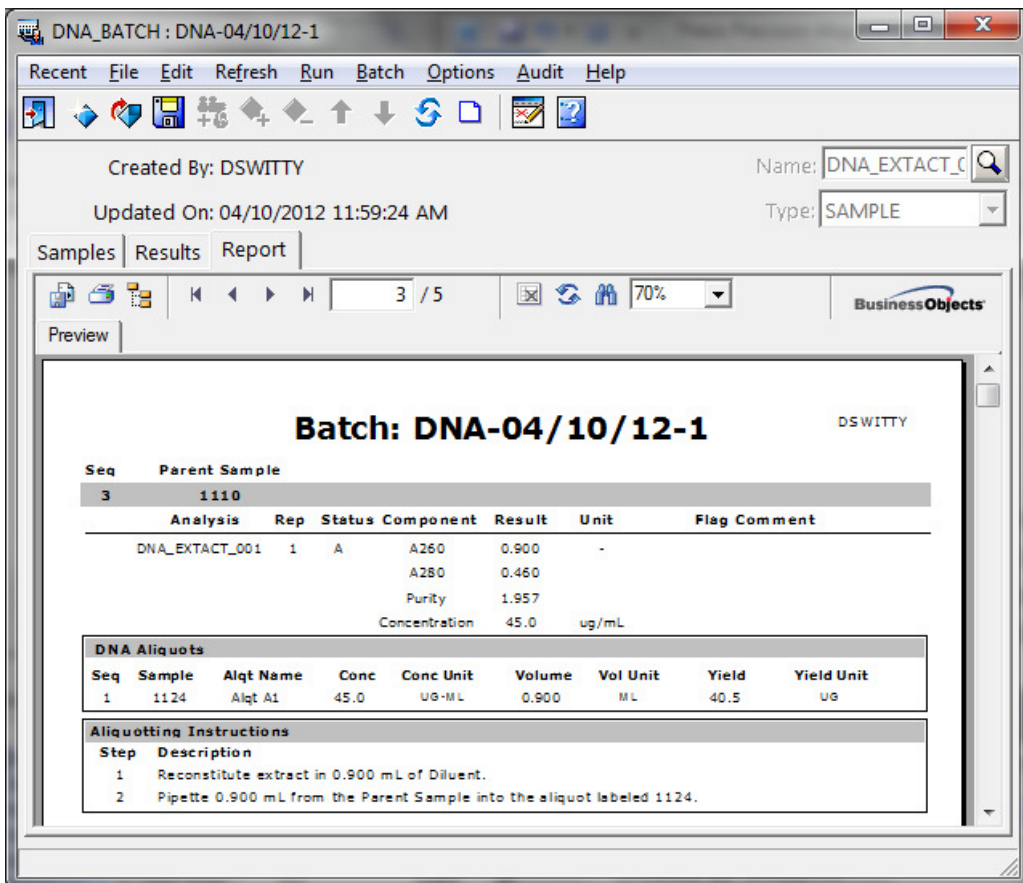 DNA_BATCH : DNA-04/10/12-1
Recent File Edit Refresh Run Batch Options Audit Help
Created By: DSWITTY Name: DNA_EXTACT_0
Updated On: 04/10/2012 11:59:24 AM Type: SAMPLE
Samples Results Report
3 / 5 70% BusinessObjects
Preview
Batch: DNA-04/10/12-1 DSWITTY
Seq Parent Sample
3 1110
Analysis Rep Status Component Result Unit Flag Comment
DNA_EXTACT_001 1 A A260 0.900 -
A280 0.460
Purity 1.957
Concentration 45.0 ug/mL
DNA Aliquots
Seq Sample Alqt Name Conc Conc Unit Volume Vol Unit Yield Yield Unit
1 1124 Alqt A1 45.0 UG-ML 0.900 ML 40.5 UG
Aliquotting Instructions
Step Description
1 Reconstitute extract in 0.900 mL of Diluent.
2 Pipette 0.900 mL from the Parent Sample into the aliquot labeled 1124.